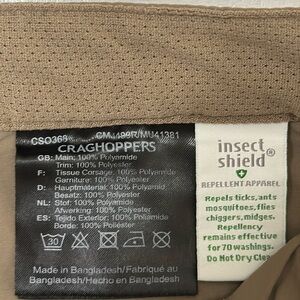 CRAGHOPPERS
GB: Main; 100% Polyamide
Trim: 100% Polyester
F: Tissue Corsage. 100% Polyamide
Garniture: 100% Polyester
D: Hauptmaterial: 100% Polyamid
Besatz: 100% Polyester
NL: Stof: 100% Polyamide
Afwerking: 100% Polyester
ES: Tejido Exterior: 100% Poliamida
Borde: 100% Poliéster
30
Made in Bangladesh/Fabriqué au
Bangladesh/Hecho en Bangladesh
insect
shield®
REPELLENT APPAREL
Repels ticks, ants
mosquitoes, flies
chiggers, midges.
Repellency
remains effective
for 70 washings.
Do Not Dry Clean